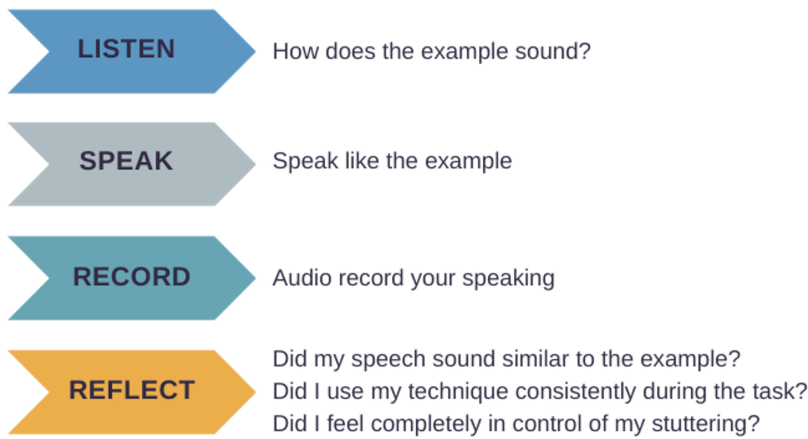 LISTEN
How does the example sound?
SPEAK
Speak like the example
RECORD
Audio record your speaking
REFLECT
Did my speech sound similar to the example?
Did I use my technique consistently during the task?
Did I feel completely in control of my stuttering?